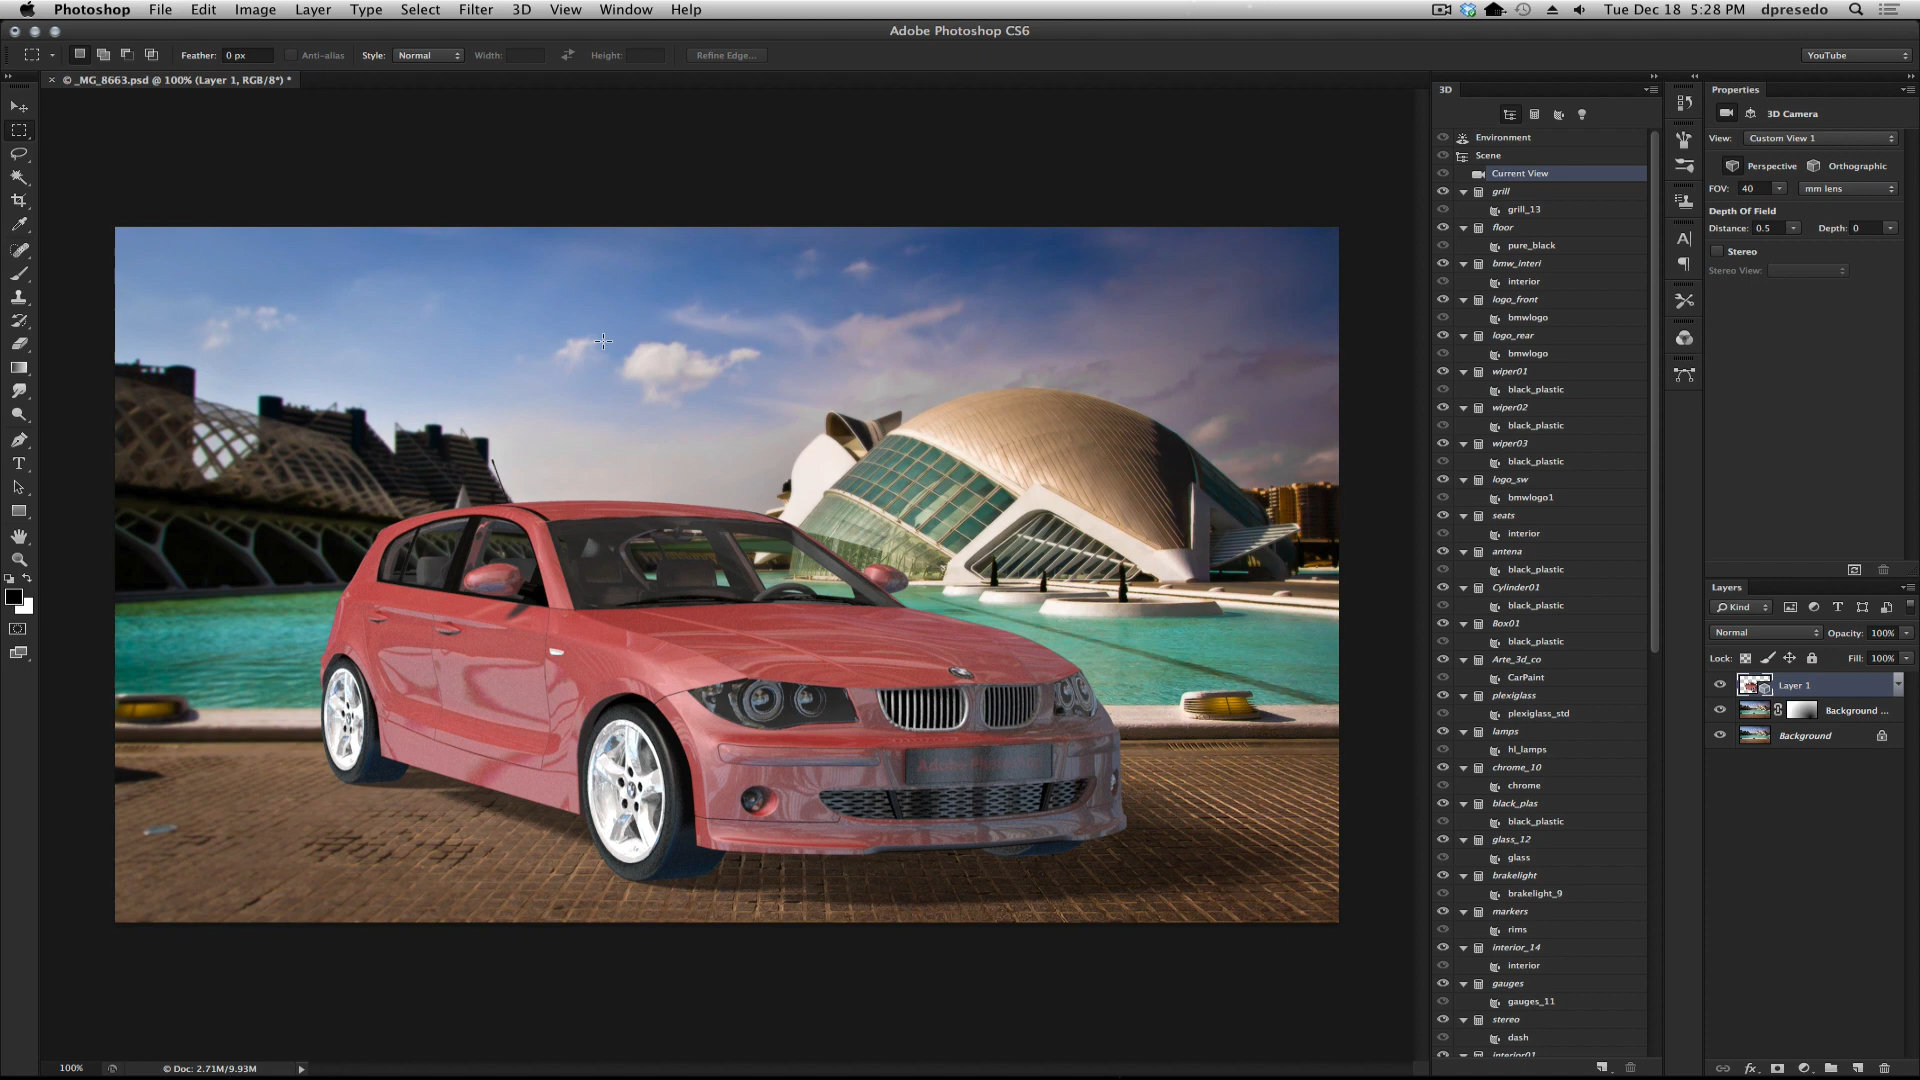 Photoshop File Edit Image Layer Type Select Filter 3D View Window Help Tue Dec 18 5:28 PM dpresedo
Adobe Photoshop CS6
Feather: 0 px Anti-alias Style: Normal Width: Height: Refine Edge... YouTube
× © _MG_8663.psd @ 100% (Layer 1, RGB/8*) *
3D
Environment
Scene
Current View
grill
grill_13
floor
pure_black
bmw_interi
interior
logo_front
bmwlogo
logo_rear
bmwlogo
wiper01
black_plastic
wiper02
black_plastic
wiper03
black_plastic
logo_sw
bmwlogo1
seats
interior
antena
black_plastic
Cylinder01
black_plastic
Box01
black_plastic
Arte_3d_co
CarPaint
plexiglass
plexiglass_std
lamps
hl_lamps
chrome_10
chrome
black_plas
black_plastic
glass_12
glass
brakelight
brakelight_9
markers
rims
interior_14
interior
gauges
gauges_11
stereo
dash
interior01
Properties
3D Camera
View: Custom View 1
Perspective Orthographic
FOV: 40 mm lens
Depth Of Field
Distance: 0.5 Depth: 0
Stereo
Stereo View:
Layers
Kind
Normal Opacity: 100%
Lock: Fill: 100%
Layer 1
Background ...
Background
Adobe Photoshop
100% © Doc: 2.71M/9.93M